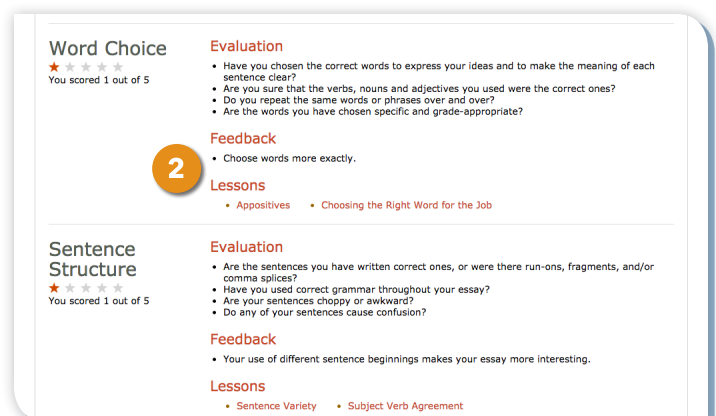 Word Choice
You scored 1 out of 5
Evaluation
• Have you chosen the correct words to express your ideas and to make the meaning of each
sentence clear?
• Are you sure that the verbs, nouns and adjectives you used were the correct ones?
• Do you repeat the same words or phrases over and over?
• Are the words you have chosen specific and grade-appropriate?
Feedback
• Choose words more exactly.
2
Lessons
• Appositives • Choosing the Right Word for the Job
Sentence
Structure
You scored 1 out of 5
Evaluation
• Are the sentences you have written correct ones, or were there run-ons, fragments, and/or
comma splices?
• Have you used correct grammar throughout your essay?
• Are your sentences choppy or awkward?
• Do any of your sentences cause confusion?
Feedback
• Your use of different sentence beginnings makes your essay more interesting.
Lessons
• Sentence Variety • Subject Verb Agreement